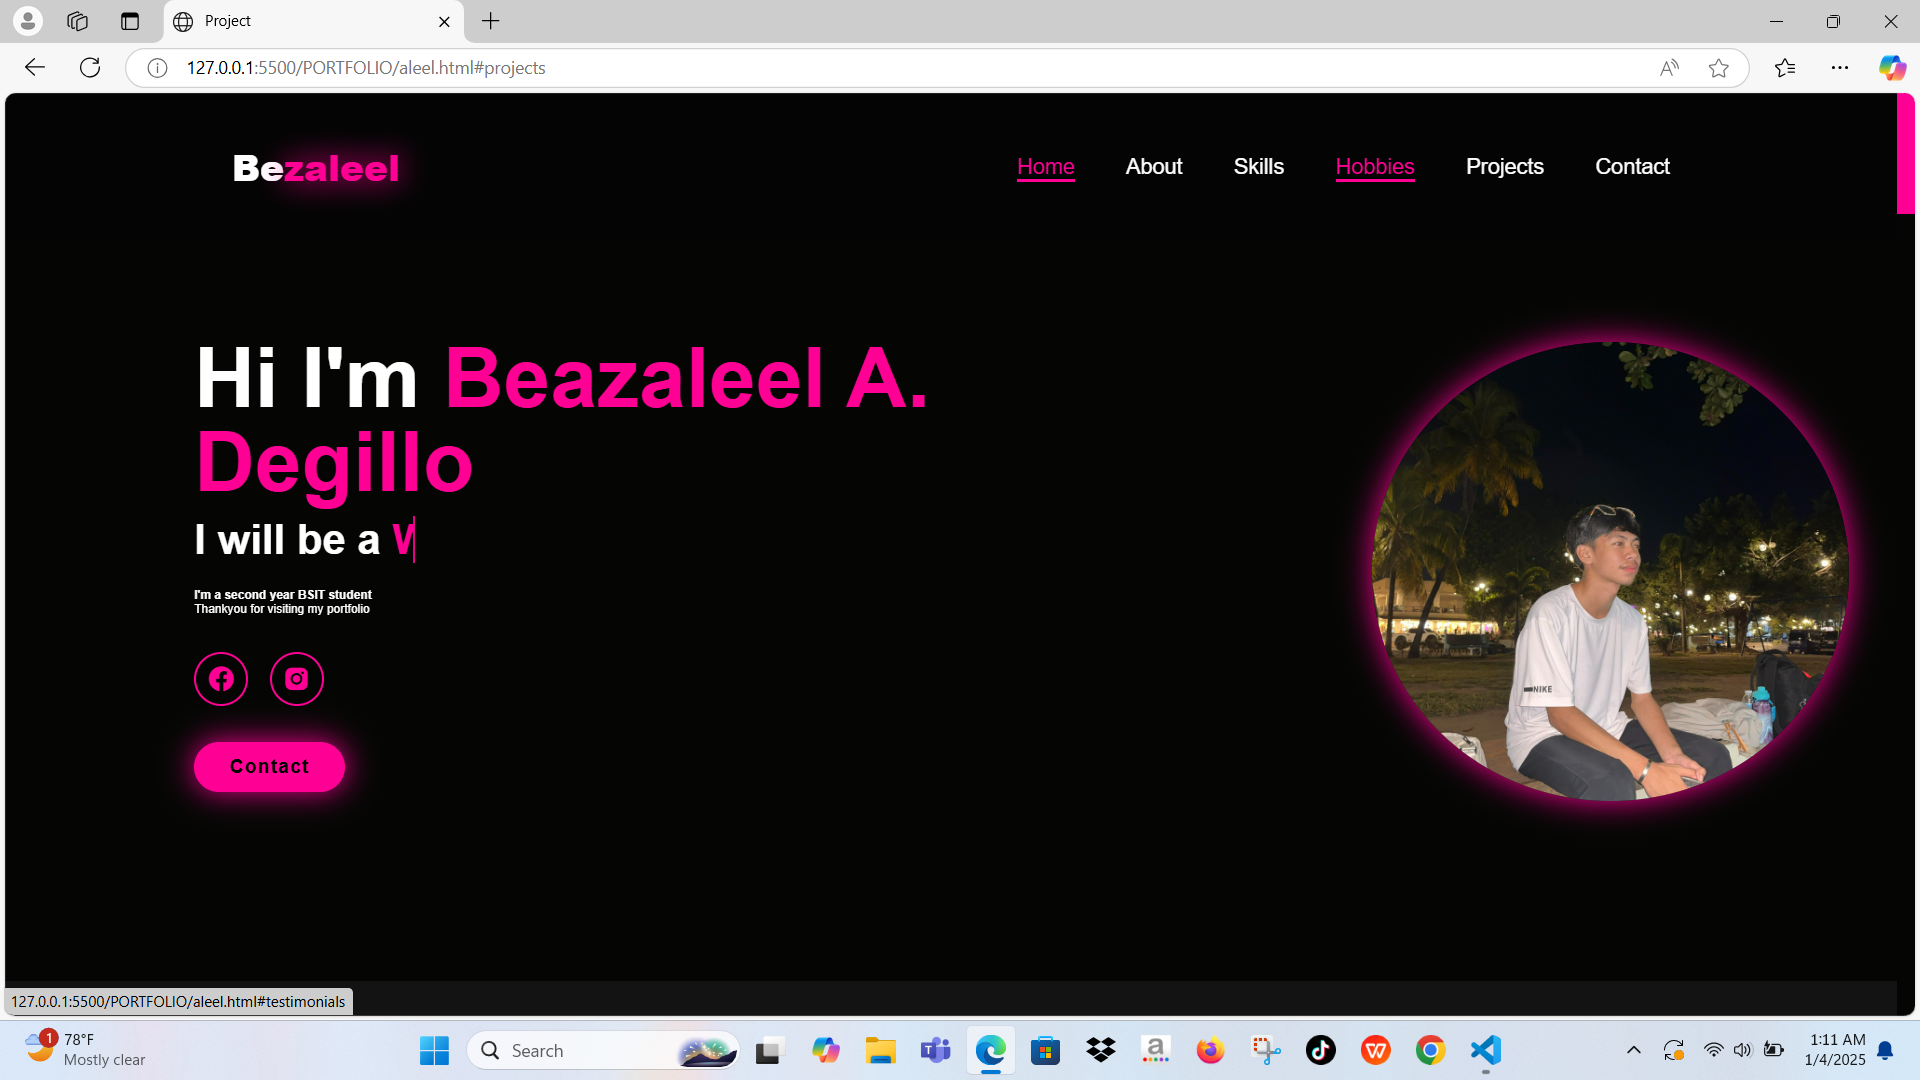 Project
127.0.0.1:5500/PORTFOLIO/aleel.html#projects
Bezaleel
Home About Skills Hobbies Projects Contact
Hi I'm Beazaleel A.
Degillo
I will be a W
I'm a second year BSIT student
Thankyou for visiting my portfolio
NIKE
Contact
127.0.0.1:5500/PORTFOLIO/aleel.html#testimonials
1
78°F
Mostly clear
Search
1:11 AM
1/4/2025